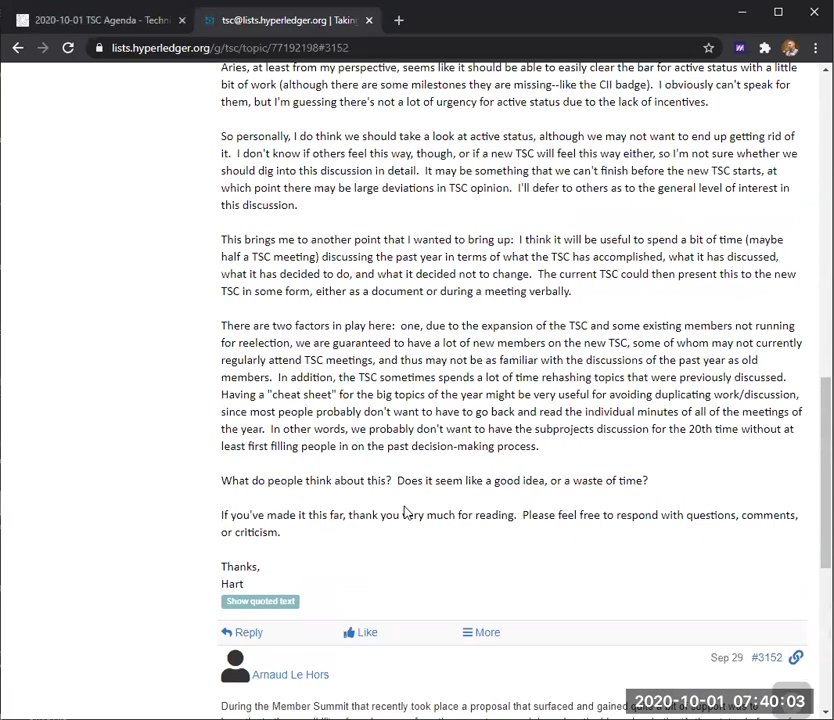 2020-10-01 TSC Agenda - Techni
tsc@lists.hyperledger.org | Takin
lists.hyperledger.org/g/tsc/topic/77192198#3152
Aries, at least from my perspective, seems like it should be able to easily clear the bar for active status with a little
bit of work (although there are some milestones they are missing--like the CII badge).  I obviously can't speak for
them, but I'm guessing there's not a lot of urgency for active status due to the lack of incentives.
So personally, I do think we should take a look at active status, although we may not want to end up getting rid of
it.  I don't know if others feel this way, though, or if a new TSC will feel this way either, so I'm not sure whether we
should dig into this discussion in detail.  It may be something that we can't finish before the new TSC starts, at
which point there may be large deviations in TSC opinion.  I'll defer to others as to the general level of interest in
this discussion.
This brings me to another point that I wanted to bring up:  I think it will be useful to spend a bit of time (maybe
half a TSC meeting) discussing the past year in terms of what the TSC has accomplished, what it has discussed,
what it has decided to do, and what it decided not to change.  The current TSC could then present this to the new
TSC in some form, either as a document or during a meeting verbally.
There are two factors in play here:  one, due to the expansion of the TSC and some existing members not running
for reelection, we are guaranteed to have a lot of new members on the new TSC, some of whom may not currently
regularly attend TSC meetings, and thus may not be as familiar with the discussions of the past year as old
members.  In addition, the TSC sometimes spends a lot of time rehashing topics that were previously discussed.
Having a "cheat sheet" for the big topics of the year might be very useful for avoiding duplicating work/discussion,
since most people probably don't want to have to go back and read the individual minutes of all of the meetings of
the year.  In other words, we probably don't want to have the subprojects discussion for the 20th time without at
least first filling people in on the past decision-making process.
What do people think about this?  Does it seem like a good idea, or a waste of time?
If you've made it this far, thank you very much for reading.  Please feel free to respond with questions, comments,
or criticism.
Thanks,
Hart
Show quoted text
Reply Like More
Sep 29 #3152
Arnaud Le Hors
During the Member Summit that recently took place a proposal that surfaced and gained quite a bit of support was to
2020-10-01 07:40:03